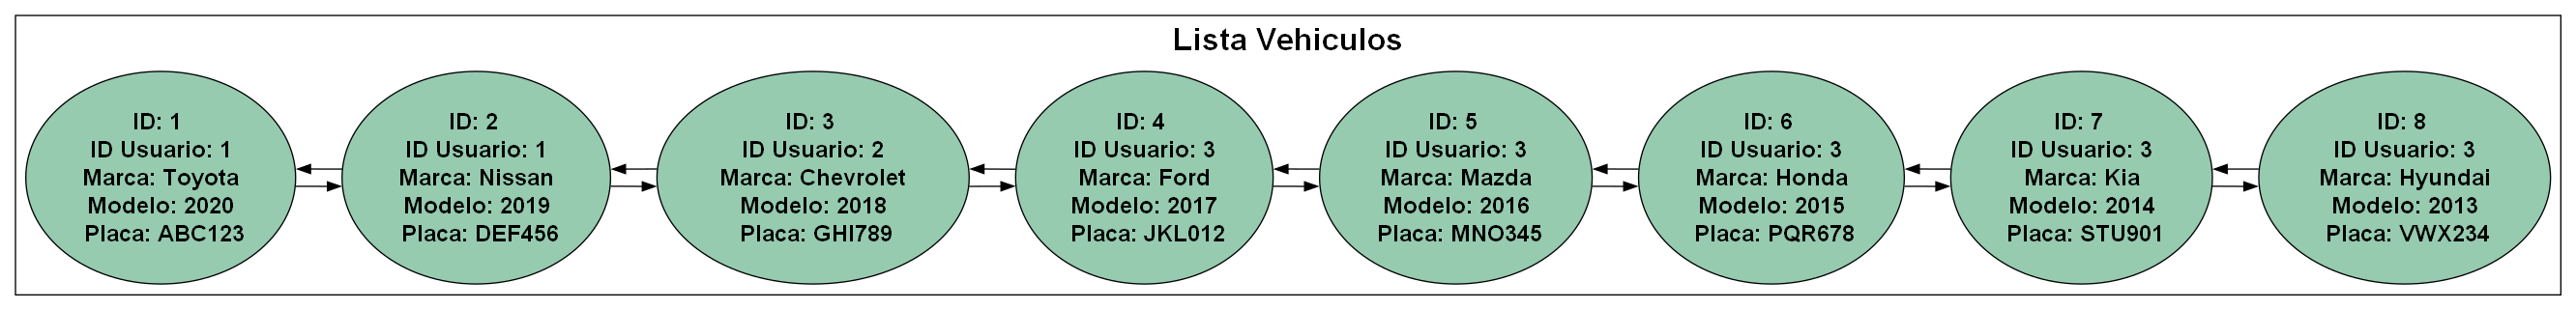 Lista Vehiculos
ID: 1
ID Usuario: 1
Marca: Toyota
Modelo: 2020
Placa: ABC123
ID: 2
ID Usuario: 1
Marca: Nissan
Modelo: 2019
Placa: DEF456
ID: 3
ID Usuario: 2
Marca: Chevrolet
Modelo: 2018
Placa: GHI789
ID: 4
ID Usuario: 3
Marca: Ford
Modelo: 2017
Placa: JKL012
ID: 5
ID Usuario: 3
Marca: Mazda
Modelo: 2016
Placa: MNO345
ID: 6
ID Usuario: 3
Marca: Honda
Modelo: 2015
Placa: PQR678
ID: 7
ID Usuario: 3
Marca: Kia
Modelo: 2014
Placa: STU901
ID: 8
ID Usuario: 3
Marca: Hyundai
Modelo: 2013
Placa: VWX234